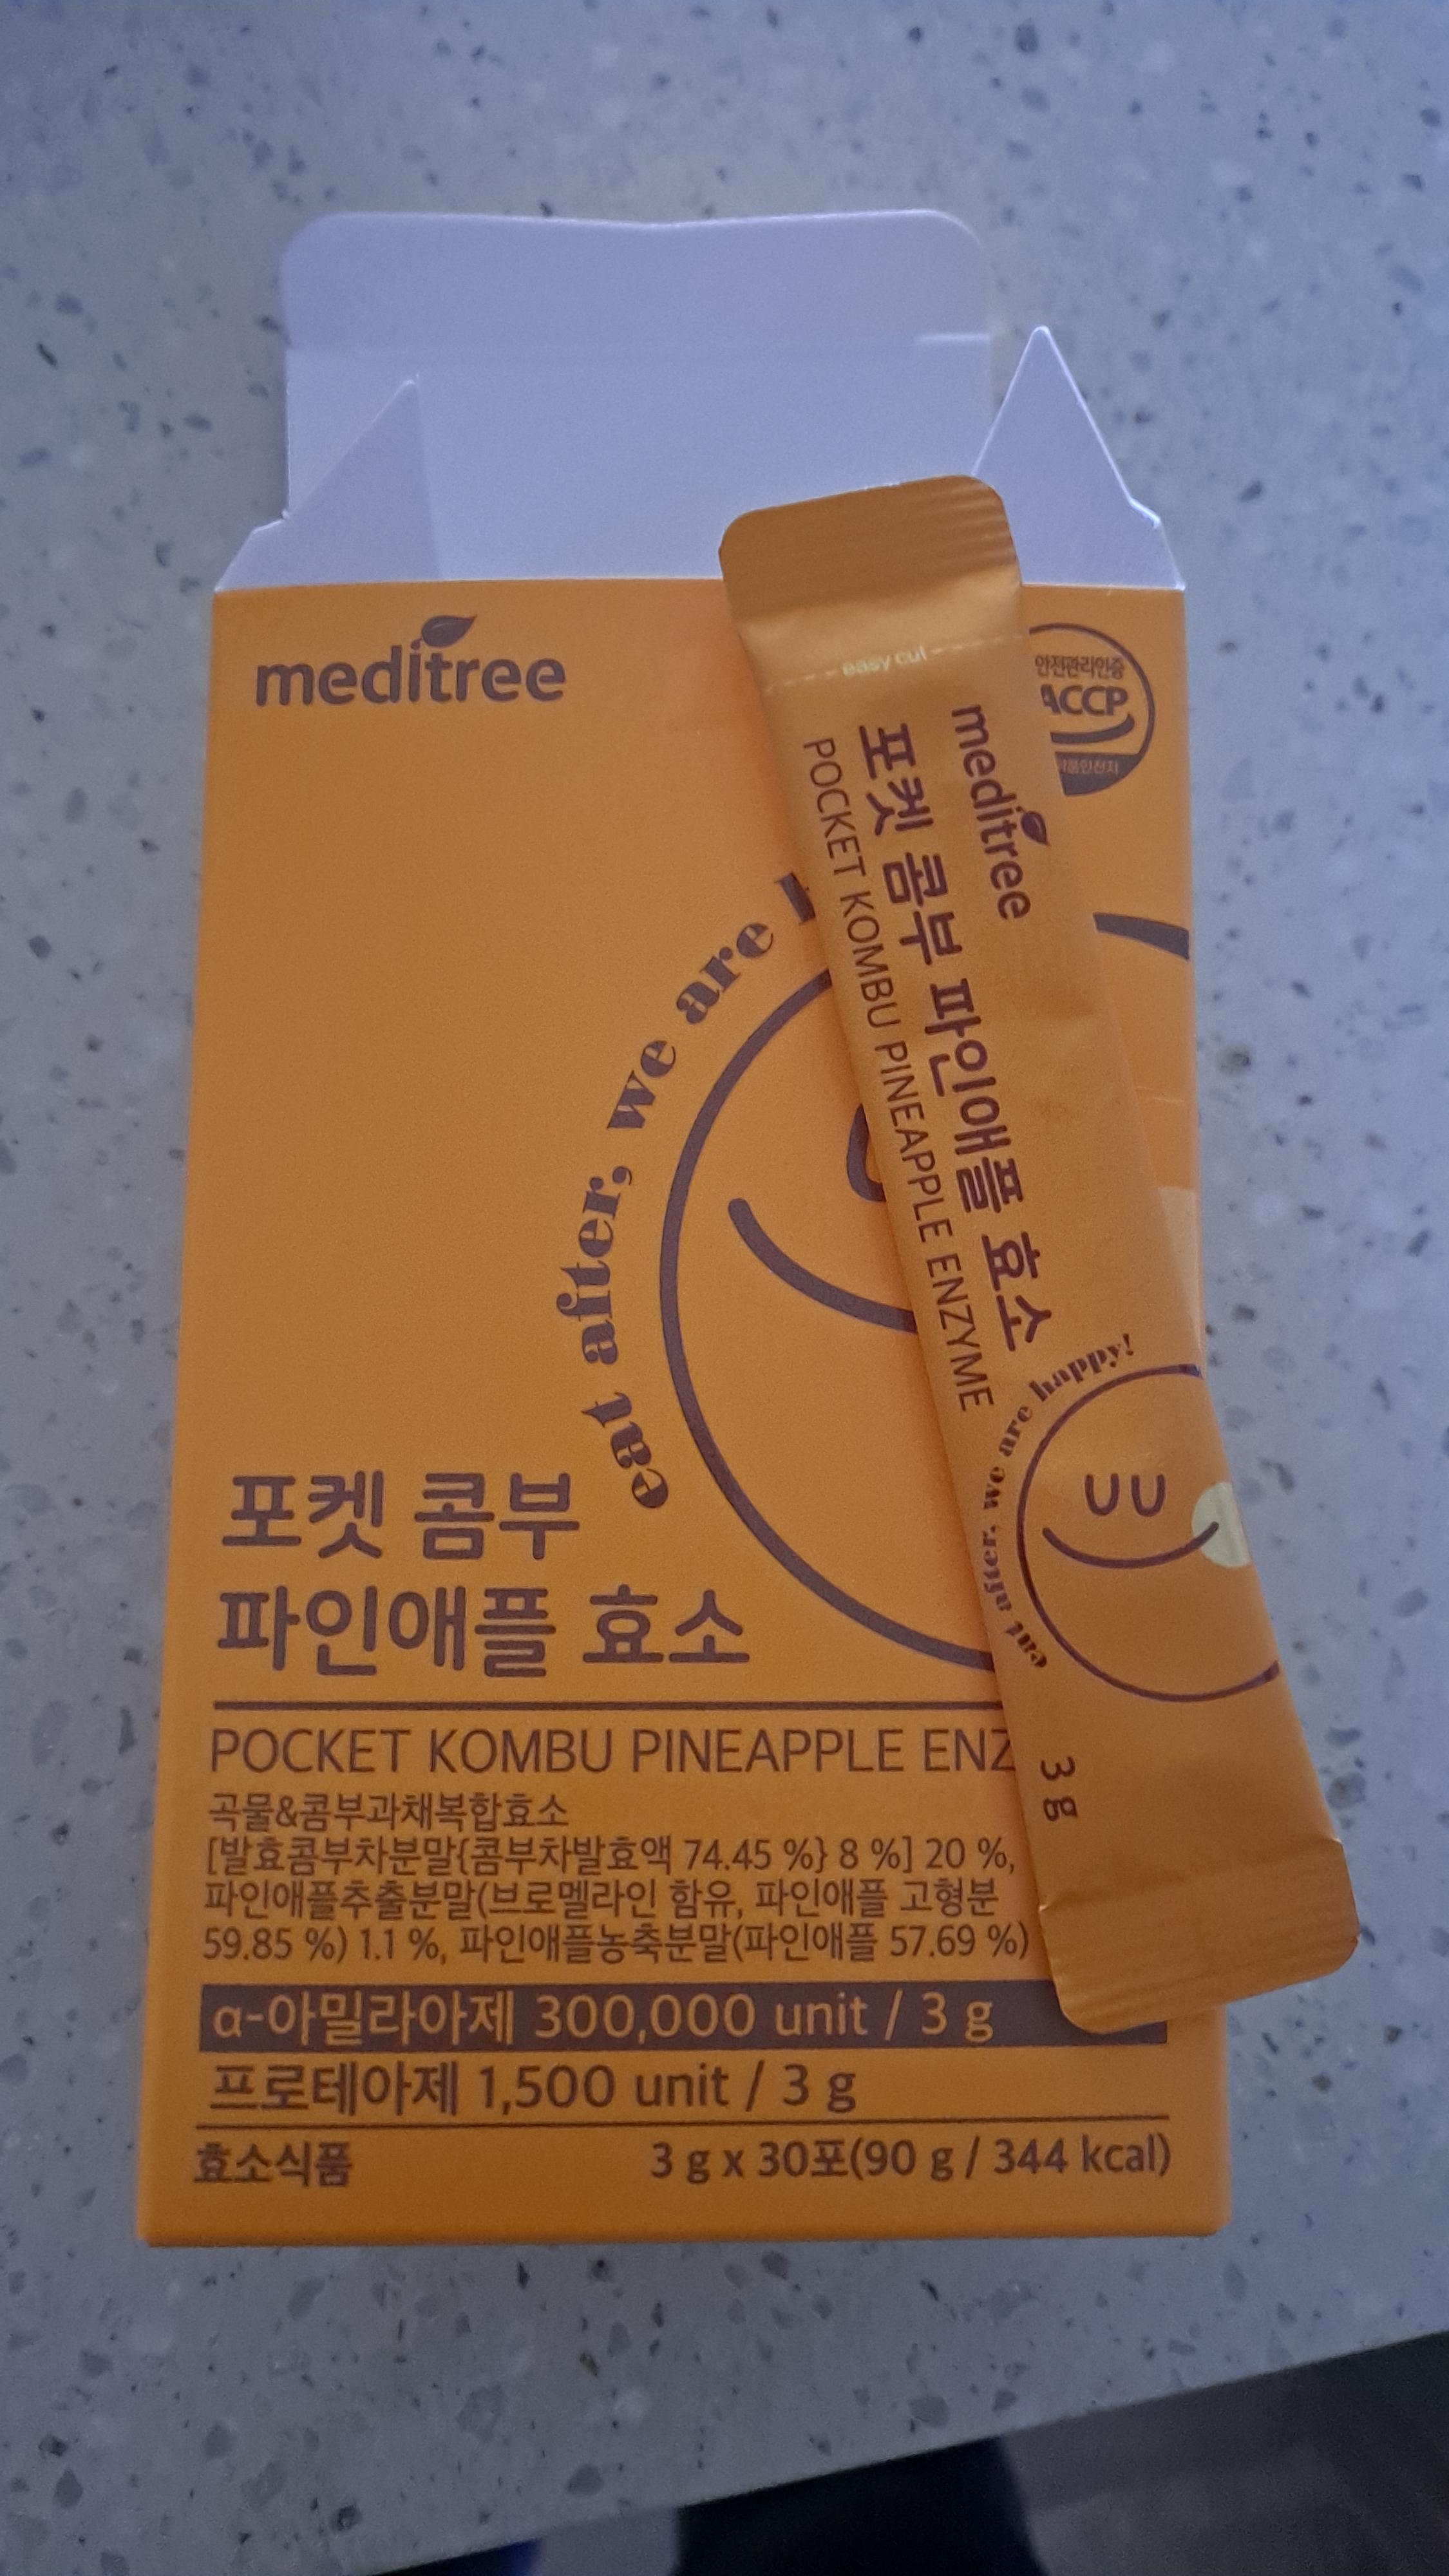 meditree
안전관리인증
ACCP
eat after, we are
포켓 콤부
파인애플 효소
POCKET KOMBU PINEAPPLE ENZ
곡물&콤부과채복합효소
[발효콤부차분말{콤부차발효액 74.45 %} 8 %] 20 %,
파인애플추출분말(브로멜라인 함유, 파인애플 고형분
59.85 %) 1.1 %, 파인애플농축분말(파인애플 57.69 %)
α-아밀라아제 300,000 unit / 3 g
프로테아제 1,500 unit / 3 g
효소식품 3 g x 30포(90 g / 344 kcal)
easy cut
meditree
포켓 콤부 파인애플 효소
POCKET KOMBU PINEAPPLE ENZYME
eat after, we are happy!
3 g